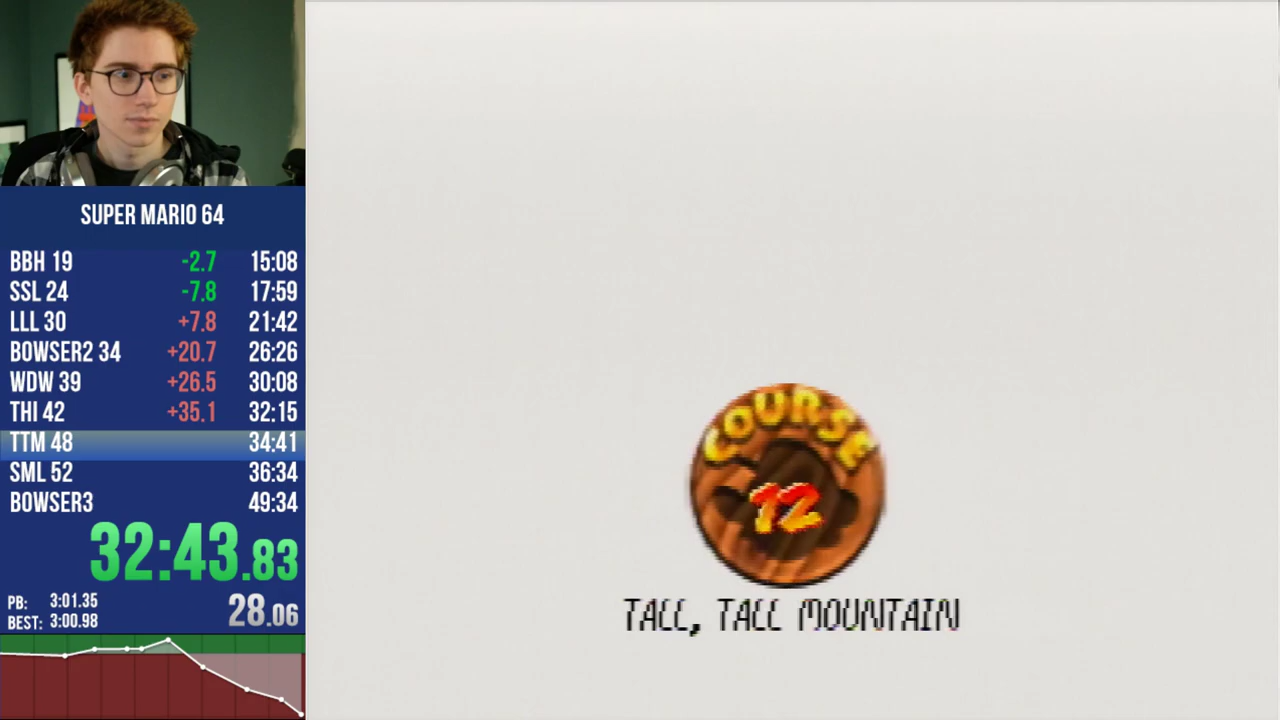 SUPER MARIO 64
BBH 19 -2.7 15:08
SSL 24 -7.8 17:59
LLL 30 +7.8 21:42
BOWSER2 34 +20.7 26:26
WDW 39 +26.5 30:08
THI 42 +35.1 32:15
TTM 48 34:41
SML 52 36:34
BOWSER3 49:34
32:43.83
PB: 3:01.35
BEST: 3:00.98
28.06
COURSE
12
TALL, TALL MOUNTAIN